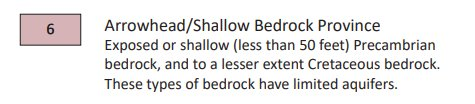 6
Arrowhead/Shallow Bedrock Province
Exposed or shallow (less than 50 feet) Precambrian
bedrock, and to a lesser extent Cretaceous bedrock.
These types of bedrock have limited aquifers.